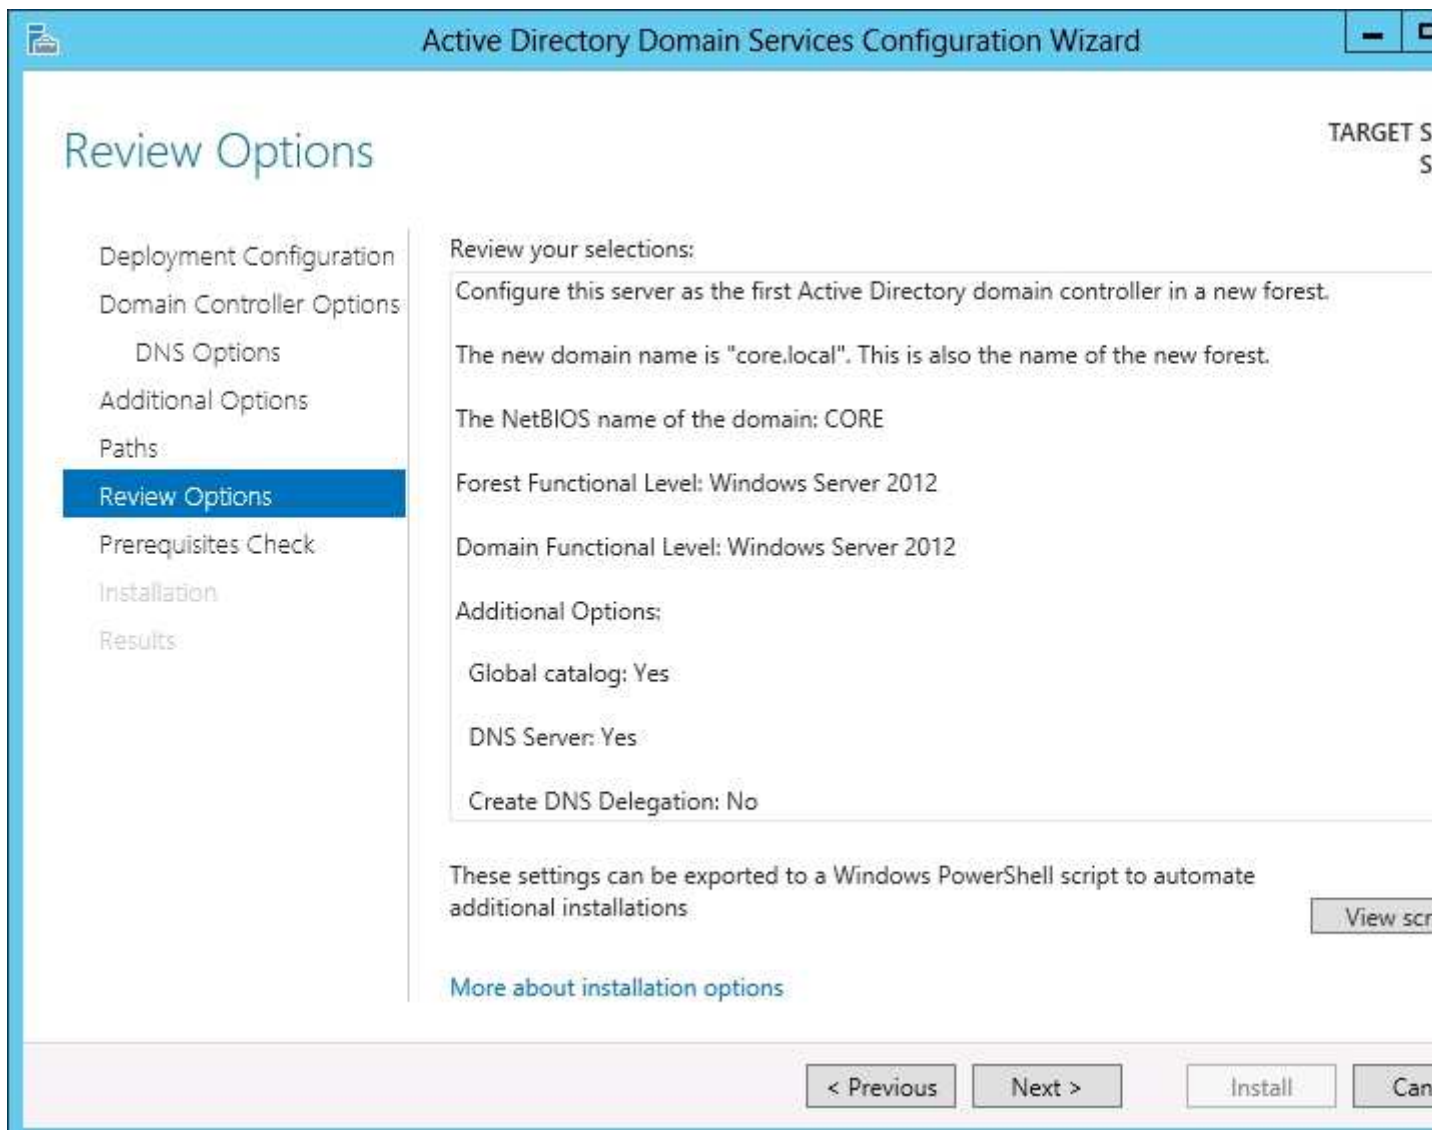 Active Directory Domain Services Configuration Wizard
Review Options
TARGET S
S
Deployment Configuration
Domain Controller Options
DNS Options
Additional Options
Paths
Review Options
Prerequisites Check
Installation
Results
Review your selections:
Configure this server as the first Active Directory domain controller in a new forest.
The new domain name is "core.local". This is also the name of the new forest.
The NetBIOS name of the domain: CORE
Forest Functional Level: Windows Server 2012
Domain Functional Level: Windows Server 2012
Additional Options:
Global catalog: Yes
DNS Server: Yes
Create DNS Delegation: No
These settings can be exported to a Windows PowerShell script to automate
additional installations
View scr
More about installation options
< Previous
Next >
Install
Can